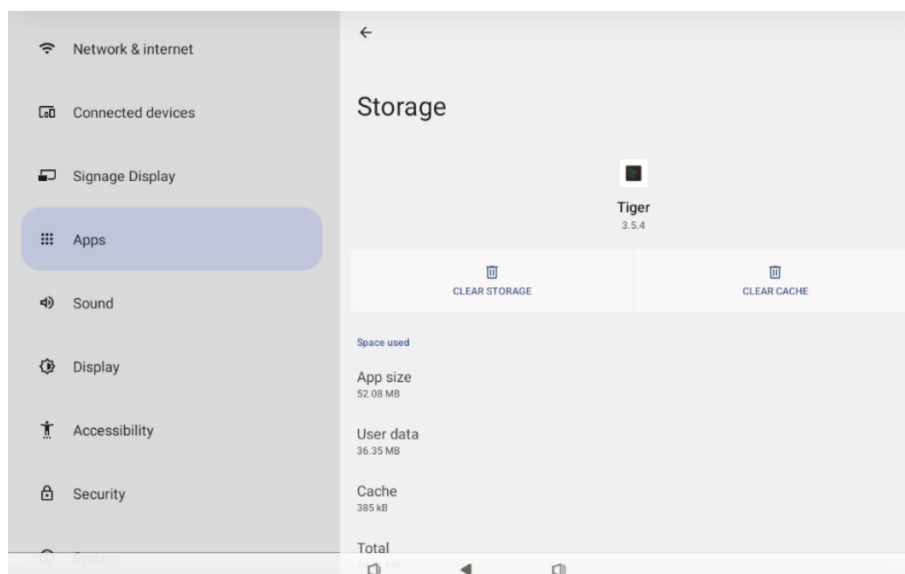 Network & internet
Connected devices
Signage Display
Apps
Sound
Display
Accessibility
Security
System
Storage
Tiger
3.5.4
CLEAR STORAGE
CLEAR CACHE
Space used
App size
52.08 MB
User data
36.35 MB
Cache
385 kB
Total